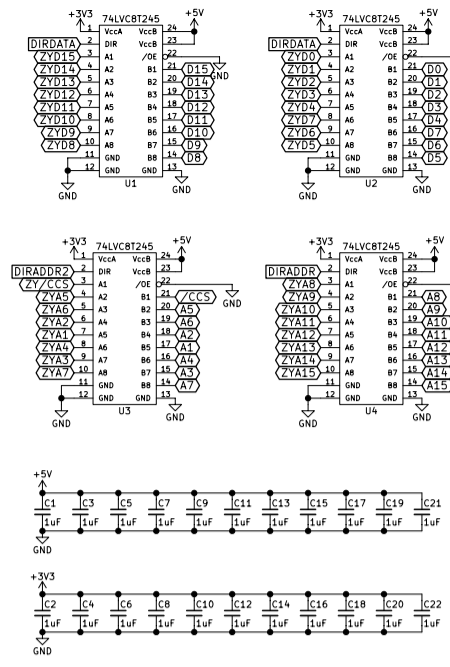 +3V3 74LVC8T245 +5V
1 VccA VccB 24
DIRDATA 2 DIR VccB 23
ZYD15 3 A1 /OE 22
ZYD14 4 A2 B1 21 D15 GND
ZYD13 5 A3 B2 20 D14
ZYD12 6 A4 B3 19 D13
ZYD11 7 A5 B4 18 D12
ZYD10 8 A6 B5 17 D11
ZYD9 9 A7 B6 16 D10
ZYD8 10 A8 B7 15 D9
11 GND B8 14 D8
12 GND GND 13
GND U1 GND
+3V3 74LVC8T245 +5V
1 VccA VccB 24
DIRDATA 2 DIR VccB 23
ZYD0 3 A1 /OE 22
ZYD1 4 A2 B1 21 D0
ZYD2 5 A3 B2 20 D1
ZYD3 6 A4 B3 19 D2
ZYD4 7 A5 B4 18 D3
ZYD7 8 A6 B5 17 D4
ZYD6 9 A7 B6 16 D7
ZYD5 10 A8 B7 15 D6
11 GND B8 14 D5
12 GND GND 13
GND U2 GND
+3V3 74LVC8T245 +5V
1 VccA VccB 24
DIRADDR2 2 DIR VccB 23
ZY/CCS 3 A1 /OE 22
ZYA5 4 A2 B1 21 /CCS GND
ZYA6 5 A3 B2 20 A5
ZYA2 6 A4 B3 19 A6
ZYA1 7 A5 B4 18 A2
ZYA4 8 A6 B5 17 A1
ZYA3 9 A7 B6 16 A4
ZYA7 10 A8 B7 15 A3
11 GND B8 14 A7
12 GND GND 13
GND U3 GND
+3V3 74LVC8T245 +5V
1 VccA VccB 24
DIRADDR 2 DIR VccB 23
ZYA8 3 A1 /OE 22
ZYA9 4 A2 B1 21 A8
ZYA10 5 A3 B2 20 A9
ZYA11 6 A4 B3 19 A10
ZYA12 7 A5 B4 18 A11
ZYA13 8 A6 B5 17 A12
ZYA14 9 A7 B6 16 A13
ZYA15 10 A8 B7 15 A14
11 GND B8 14 A15
12 GND GND 13
GND U4 GND
+5V
C1 C3 C5 C7 C9 C11 C13 C15 C17 C19 C21
1uF 1uF 1uF 1uF 1uF 1uF 1uF 1uF 1uF 1uF 1uF
GND
+3V3
C2 C4 C6 C8 C10 C12 C14 C16 C18 C20 C22
1uF 1uF 1uF 1uF 1uF 1uF 1uF 1uF 1uF 1uF 1uF
GND